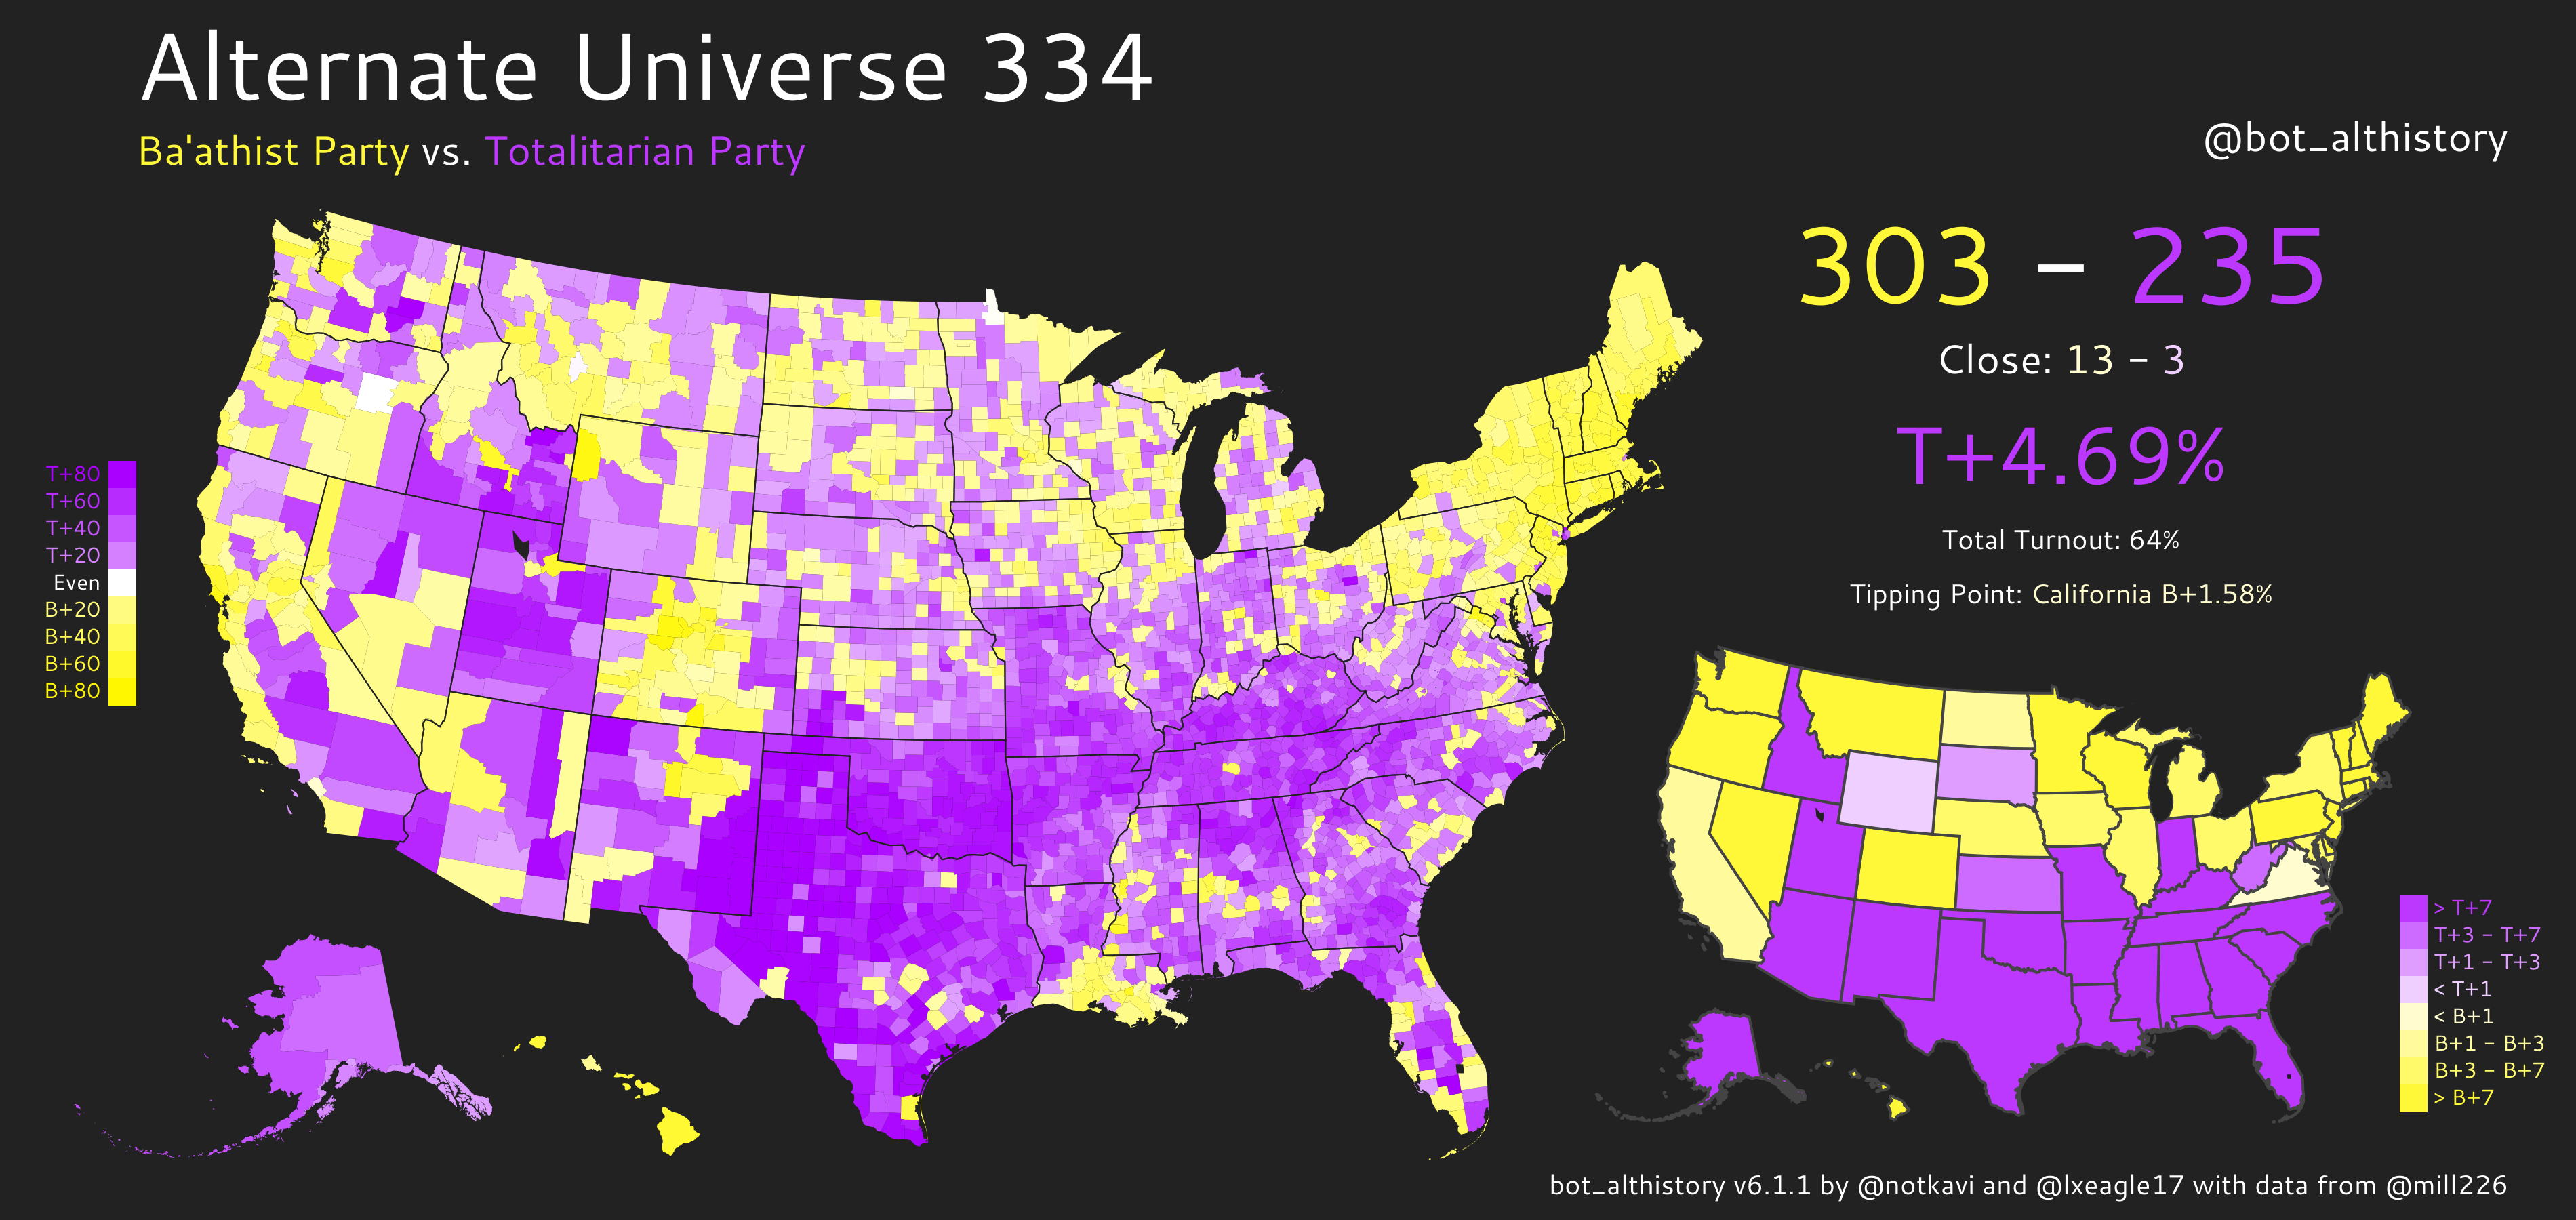 Alternate Universe 334
Ba'athist Party vs. Totalitarian Party
@bot_althistory
303 – 235
Close: 13 - 3
T+4.69%
Total Turnout: 64%
Tipping Point: California B+1.58%
T+80
T+60
T+40
T+20
Even
B+20
B+40
B+60
B+80
> T+7
T+3 - T+7
T+1 - T+3
< T+1
< B+1
B+1 - B+3
B+3 - B+7
> B+7
bot_althistory v6.1.1 by @notkavi and @lxeagle17 with data from @mill226